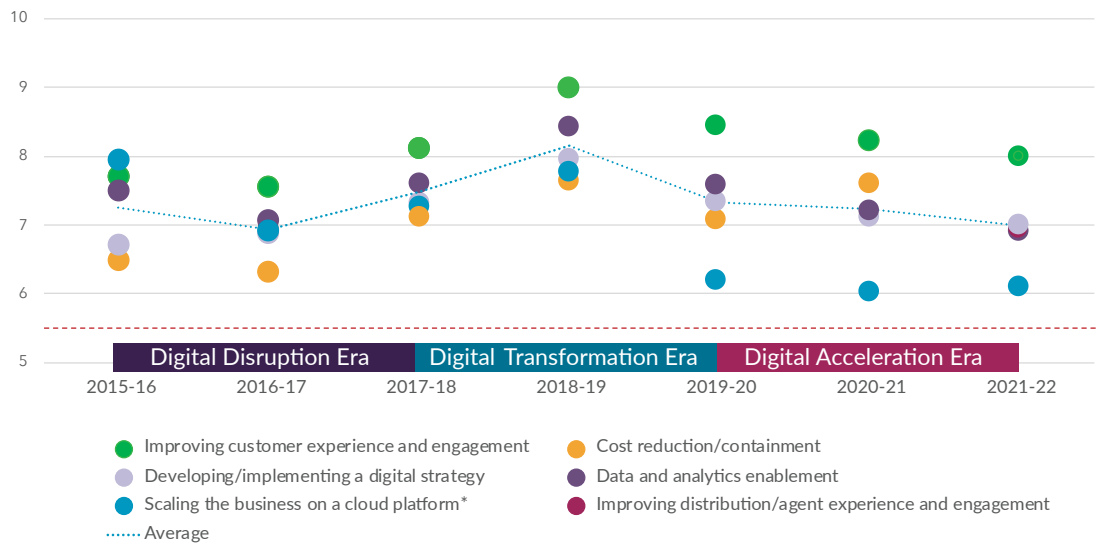 10
9
8
7
6
5
Digital Disruption Era Digital Transformation Era Digital Acceleration Era
2015-16 2016-17 2017-18 2018-19 2019-20 2020-21 2021-22
Improving customer experience and engagement Cost reduction/containment
Developing/implementing a digital strategy Data and analytics enablement
Scaling the business on a cloud platform* Improving distribution/agent experience and engagement
Average